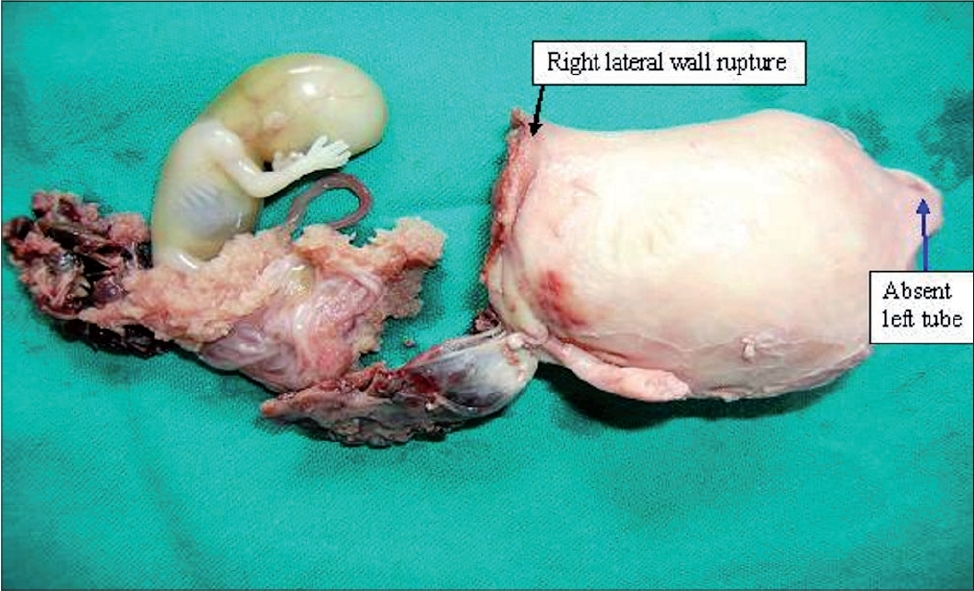 Right lateral wall rupture
Absent
left tube